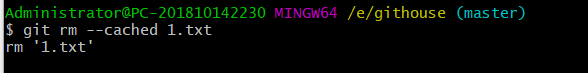 Administrator@PC-201810142230 MINGW64 /e/githouse (master)
$ git rm --cached 1.txt
rm '1.txt'